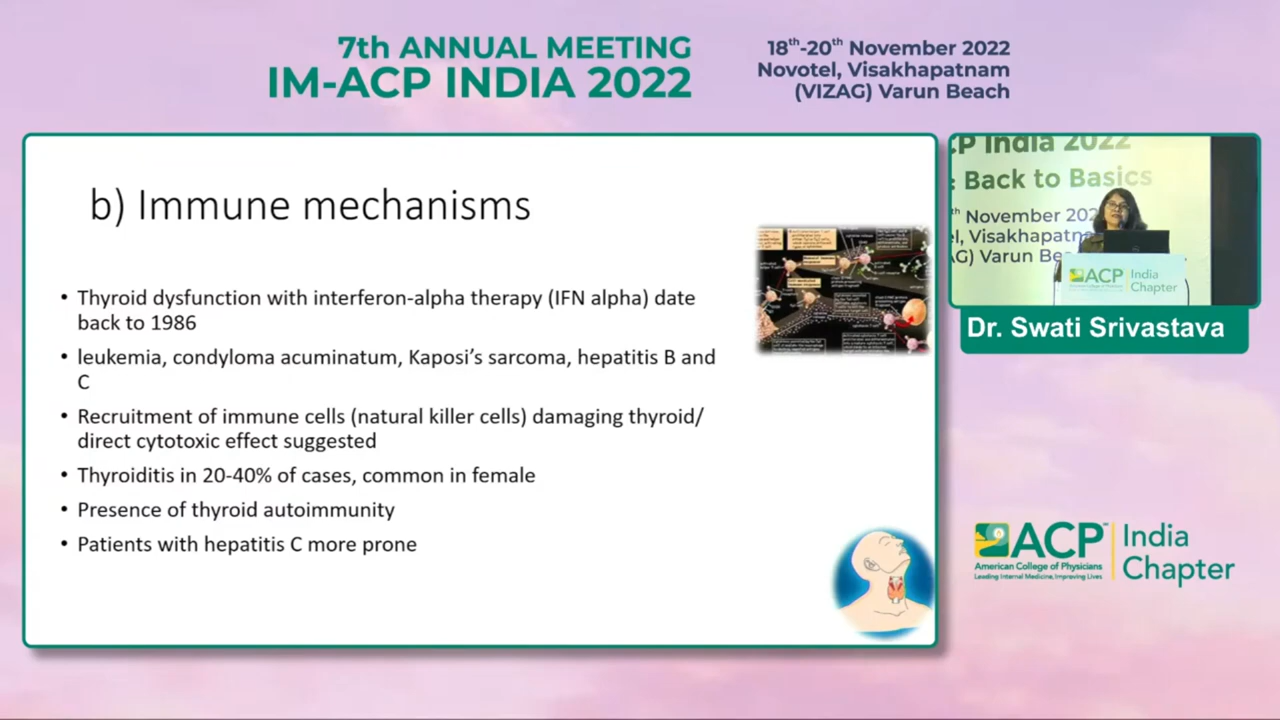 7th ANNUAL MEETING
IM-ACP INDIA 2022
18th-20th November 2022
Novotel, Visakhapatnam
(VIZAG) Varun Beach
b) Immune mechanisms
• Thyroid dysfunction with interferon-alpha therapy (IFN alpha) date
back to 1986
• leukemia, condyloma acuminatum, Kaposi's sarcoma, hepatitis B and
C
• Recruitment of immune cells (natural killer cells) damaging thyroid/
direct cytotoxic effect suggested
• Thyroiditis in 20-40% of cases, common in female
• Presence of thyroid autoimmunity
• Patients with hepatitis C more prone
P India 2022
Back to Basics
th November 202
Visakhapatn
G) Varun Be
ACP India
Chapter
Dr. Swati Srivastava
ACP
American College of Physicians
Leading Internal Medicine, Improving Lives
India
Chapter